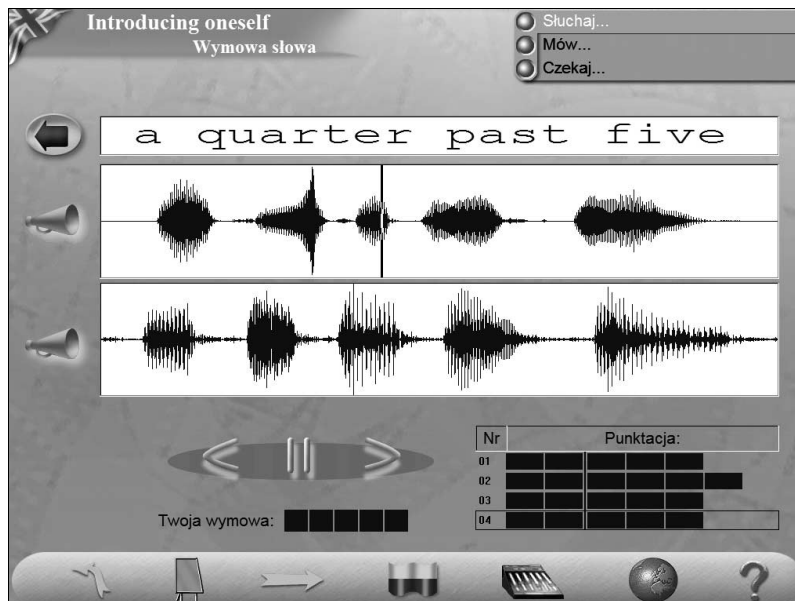 Introducing oneself
Wymowa słowa
Słuchaj...
Mów...
Czekaj...
a quarter past five
Nr Punktacja:
01
02
03
04
Twoja wymowa: